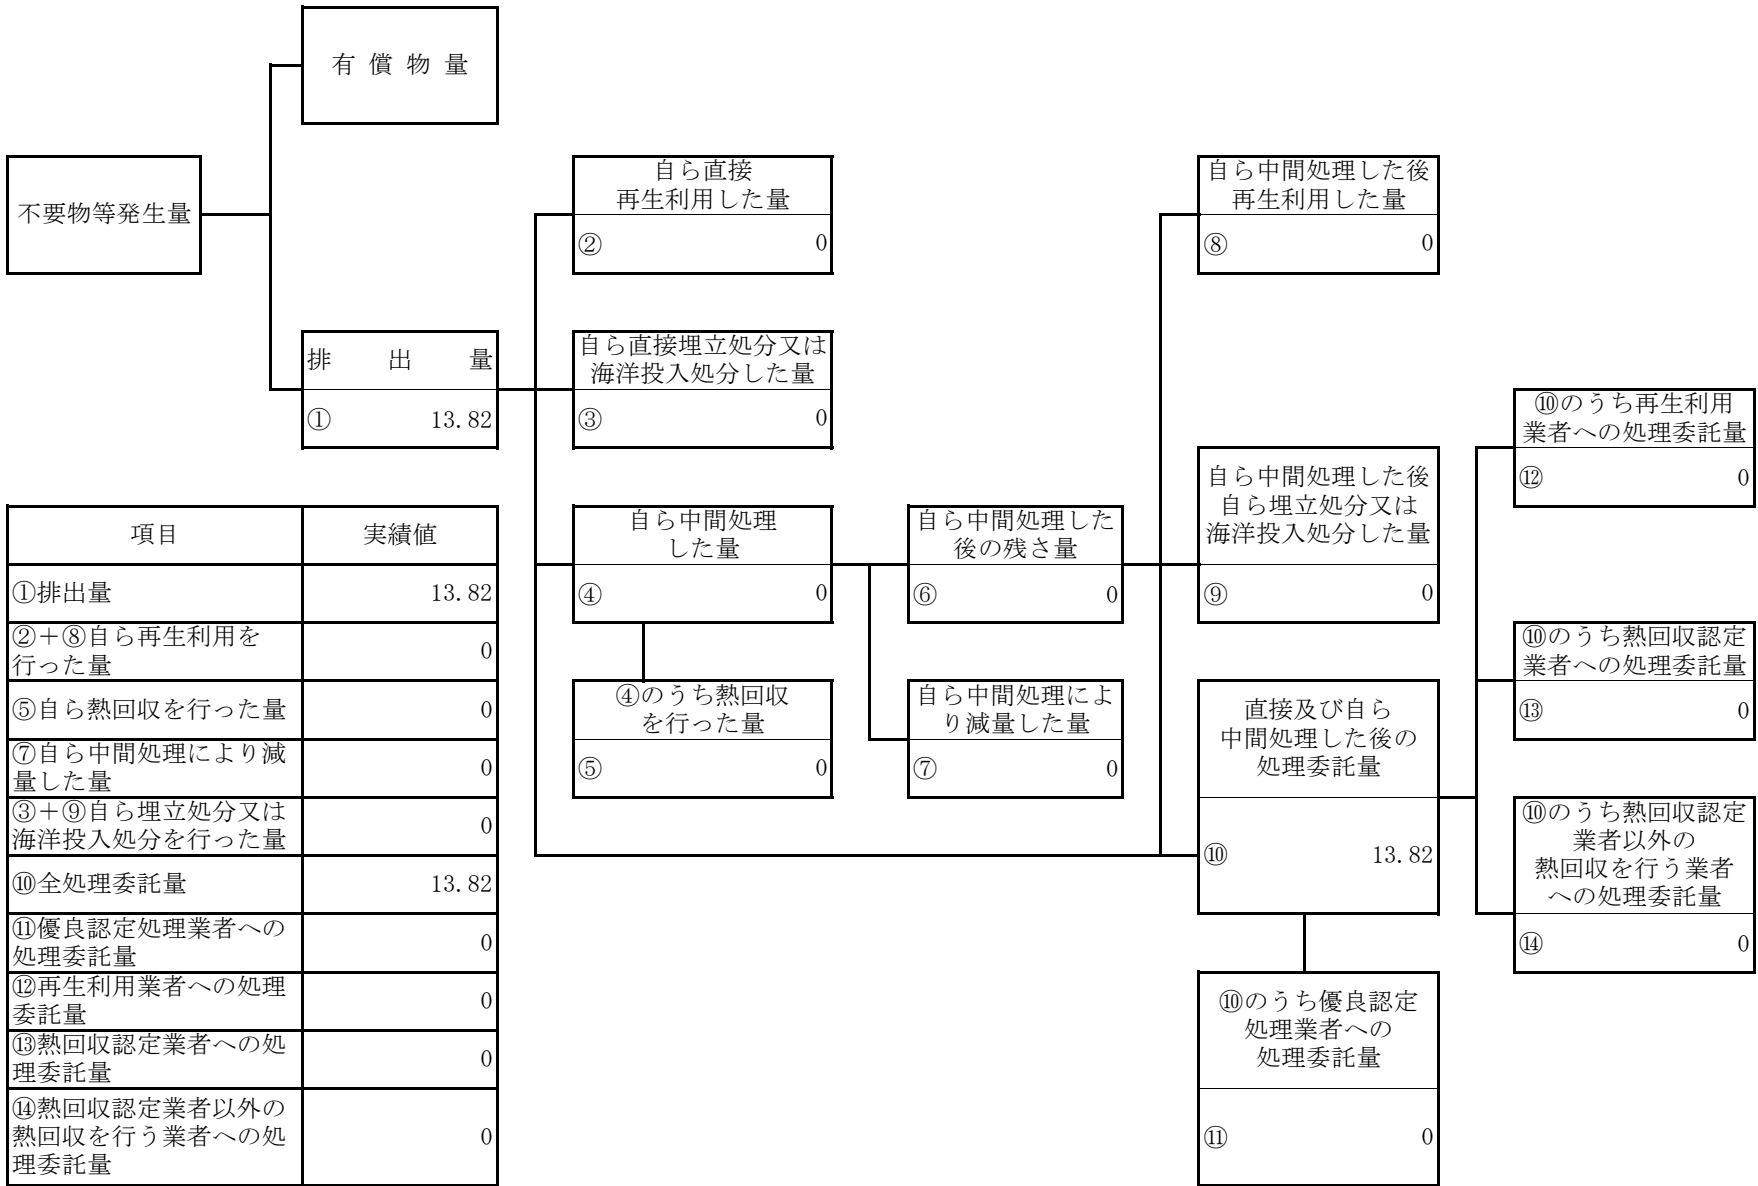 有償物量
不要物等発生量
自ら直接
再生利用した量
② 0
自ら中間処理した後
再生利用した量
⑧ 0
排出量
① 13.82
自ら直接埋立処分又は
海洋投入処分した量
③ 0
⑩のうち再生利用
業者への処理委託量
⑫ 0
自ら中間処理した後
自ら埋立処分又は
海洋投入処分した量
⑨ 0
自ら中間処理
した量
④ 0
自ら中間処理した
後の残さ量
⑥ 0
⑩のうち熱回収認定
業者への処理委託量
⑬ 0
④のうち熱回収
を行った量
⑤ 0
自ら中間処理によ
り減量した量
⑦ 0
直接及び自ら
中間処理した後の
処理委託量
⑩ 13.82
⑩のうち熱回収認定
業者以外の
熱回収を行う業者
への処理委託量
⑭ 0
⑩のうち優良認定
処理業者への
処理委託量
⑪ 0
項目 実績値
①排出量 13.82
②＋⑧自ら再生利用を
行った量 0
⑤自ら熱回収を行った量 0
⑦自ら中間処理により減
量した量 0
③＋⑨自ら埋立処分又は
海洋投入処分を行った量 0
⑩全処理委託量 13.82
⑪優良認定処理業者への
処理委託量 0
⑫再生利用業者への処理
委託量 0
⑬熱回収認定業者への処
理委託量 0
⑭熱回収認定業者以外の
熱回収を行う業者への処
理委託量 0